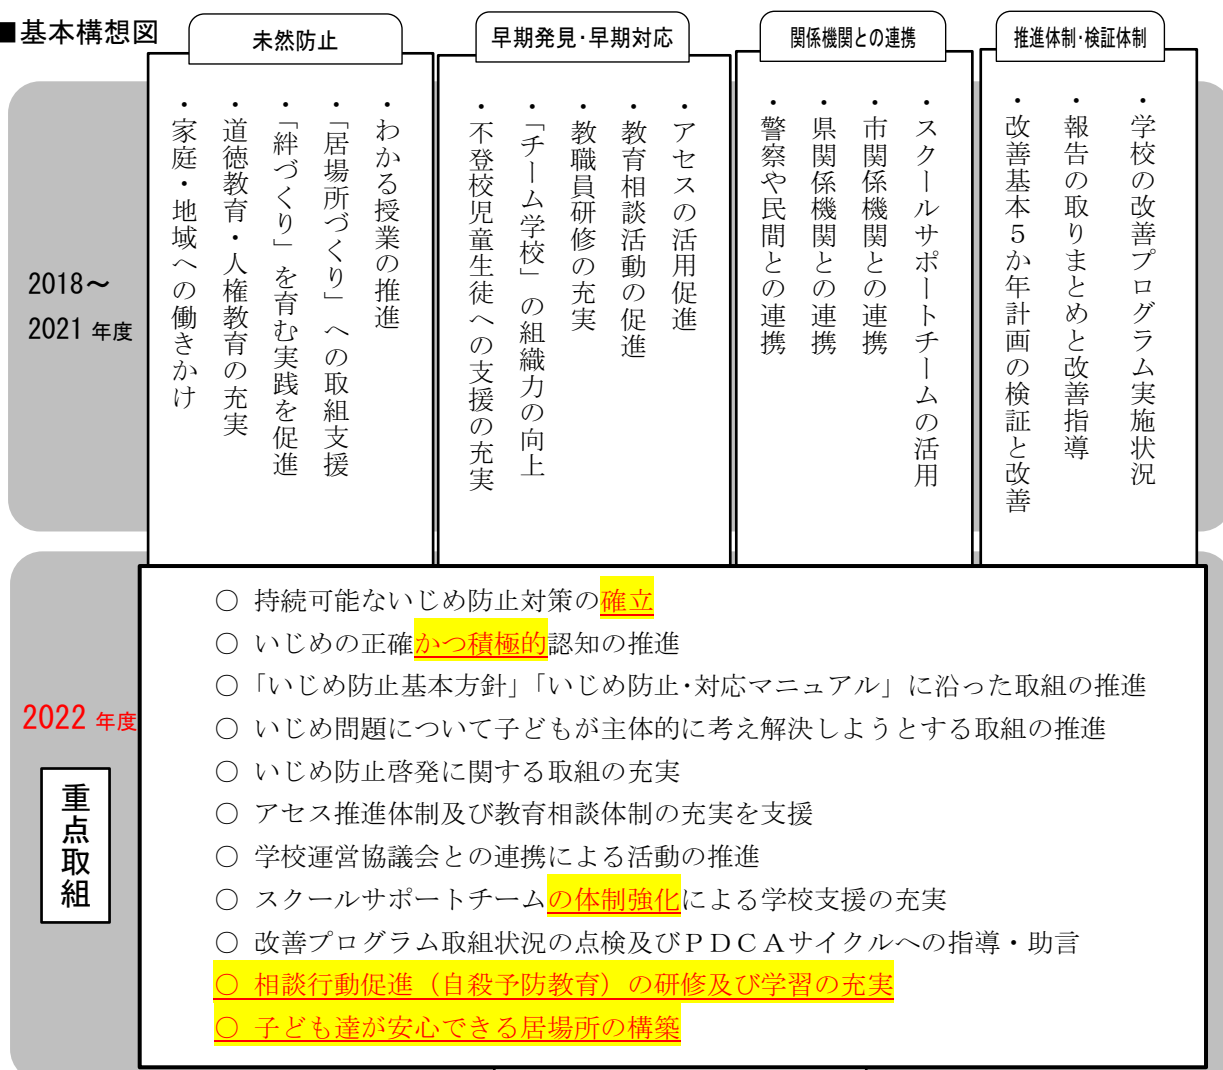 ■基本構想図
未然防止
早期発見・早期対応
関係機関との連携
推進体制・検証体制
2018～
2021 年度
・わかる授業の推進
・「居場所づくり」への取組支援
・「絆づくり」を育む実践を促進
・道徳教育・人権教育の充実
・家庭・地域への働きかけ
・アセスの活用促進
・教育相談活動の促進
・教職員研修の充実
・「チーム学校」の組織力の向上
・不登校児童生徒への支援の充実
・スクールサポートチームの活用
・市関係機関との連携
・県関係機関との連携
・警察や民間との連携
・学校の改善プログラム実施状況
・報告の取りまとめと改善指導
・改善基本５か年計画の検証と改善
2022 年度
重点取組
○ 持続可能ないじめ防止対策の確立
○ いじめの正確かつ積極的認知の推進
○「いじめ防止基本方針」「いじめ防止・対応マニュアル」に沿った取組の推進
○ いじめ問題について子どもが主体的に考え解決しようとする取組の推進
○ いじめ防止啓発に関する取組の充実
○ アセス推進体制及び教育相談体制の充実を支援
○ 学校運営協議会との連携による活動の推進
○ スクールサポートチームの体制強化による学校支援の充実
○ 改善プログラム取組状況の点検及びＰＤＣＡサイクルへの指導・助言
○ 相談行動促進（自殺予防教育）の研修及び学習の充実
○ 子ども達が安心できる居場所の構築